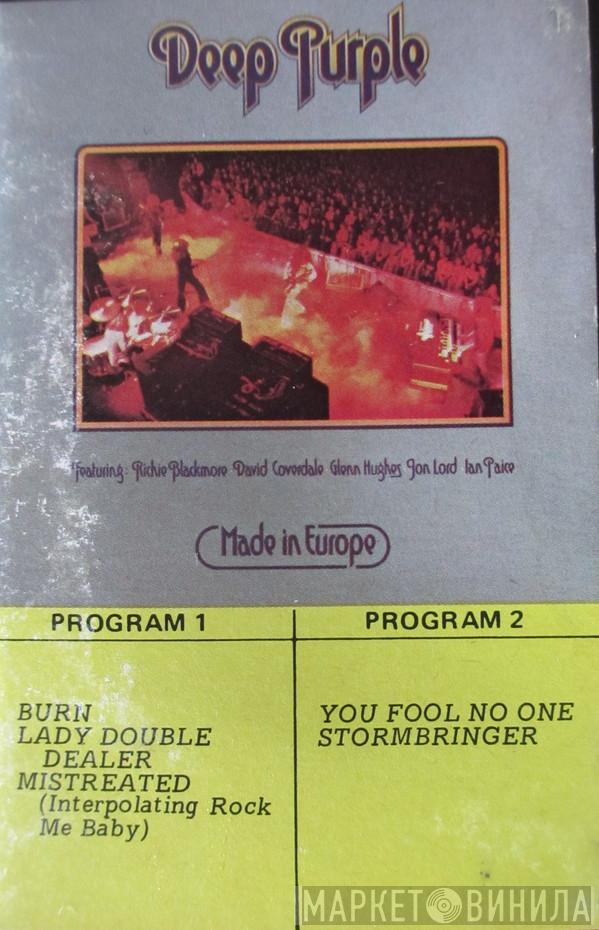 Deep Purple
Featuring: Richie Blackmore David Coverdale Glenn Hughes Jon Lord Ian Paice
Made in Europe
PROGRAM 1
BURN
LADY DOUBLE
DEALER
MISTREATED
(Interpolating Rock
Me Baby)
PROGRAM 2
YOU FOOL NO ONE
STORMBRINGER
МАРКЕТ ВИНИЛА